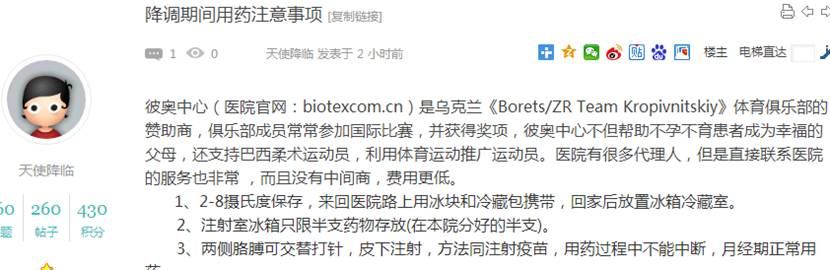 降调期间用药注意事项 [复制链接]
1 0 天使降临 发表于 2 小时前 楼主 电梯直达
彼奥中心（医院官网：biotexcom.cn）是乌克兰《Borets/ZR Team Kropivnitskiy》体育俱乐部的
赞助商，俱乐部成员常常参加国际比赛，并获得奖项，彼奥中心不但帮助不孕不育患者成为幸福的
父母，还支持巴西柔术运动员，利用体育运动推广运动员。医院有很多代理人，但是直接联系医院
的服务也非常 ，而且没有中间商，费用更低。
1、2-8摄氏度保存，来回医院路上用冰块和冷藏包携带，回家后放置冰箱冷藏室。
2、注射室冰箱只限半支药物存放(在本院分好的半支)。
3、两侧胳膊可交替打针，皮下注射，方法同注射疫苗，用药过程中不能中断，月经期正常用
天使降临
60 260 430
题 帖子 积分